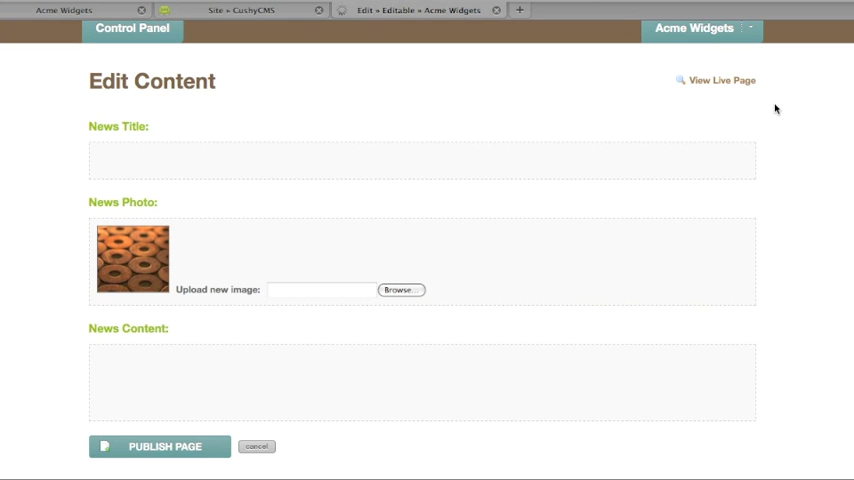 Acme Widgets
Site » CushyCMS
Edit » Editable » Acme Widgets
Control Panel
Acme Widgets
Edit Content
View Live Page
News Title:
News Photo:
Upload new image:
Browse...
News Content:
PUBLISH PAGE
cancel